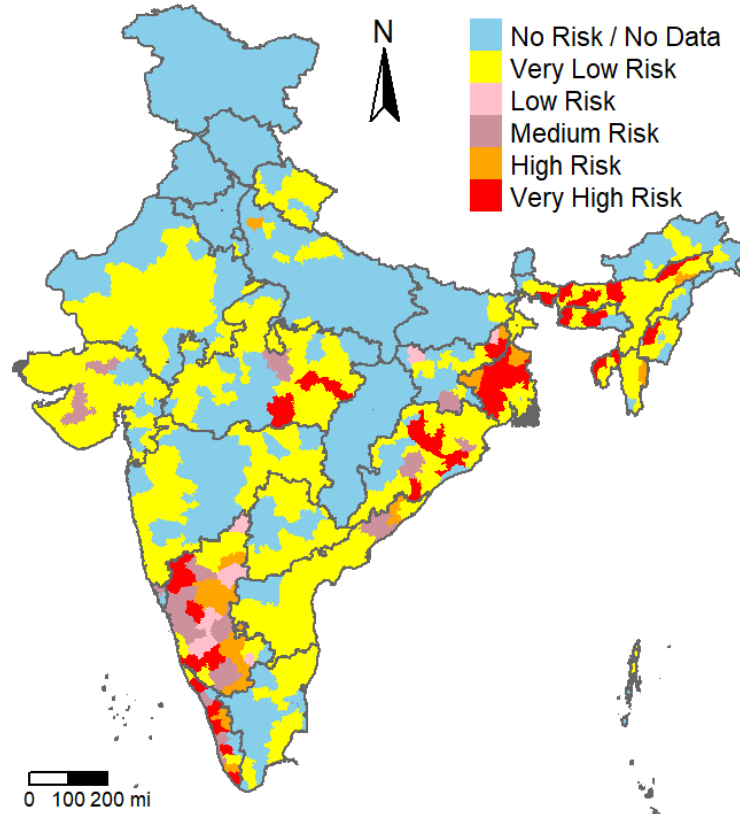 N
No Risk / No Data
Very Low Risk
Low Risk
Medium Risk
High Risk
Very High Risk
0 100 200 mi